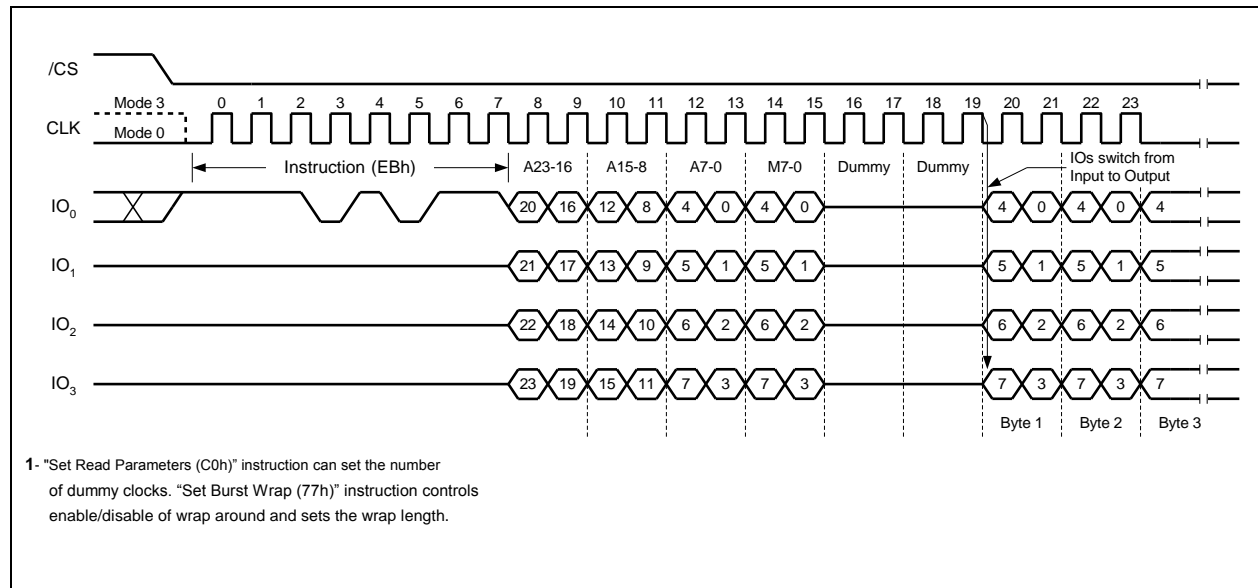 /CS
Mode 3 0 1 2 3 4 5 6 7 8 9 10 11 12 13 14 15 16 17 18 19 20 21 22 23
CLK
Mode 0
Instruction (EBh) A23-16 A15-8 A7-0 M7-0 Dummy Dummy
IOs switch from
Input to Output
IO0 20 16 12 8 4 0 4 0 4 0 4 0 4
IO1 21 17 13 9 5 1 5 1 5 1 5 1 5
IO2 22 18 14 10 6 2 6 2 6 2 6 2 6
IO3 23 19 15 11 7 3 7 3 7 3 7 3 7
Byte 1 Byte 2 Byte 3
1- "Set Read Parameters (C0h)” instruction can set the number
of dummy clocks. “Set Burst Wrap (77h)” instruction controls
enable/disable of wrap around and sets the wrap length.